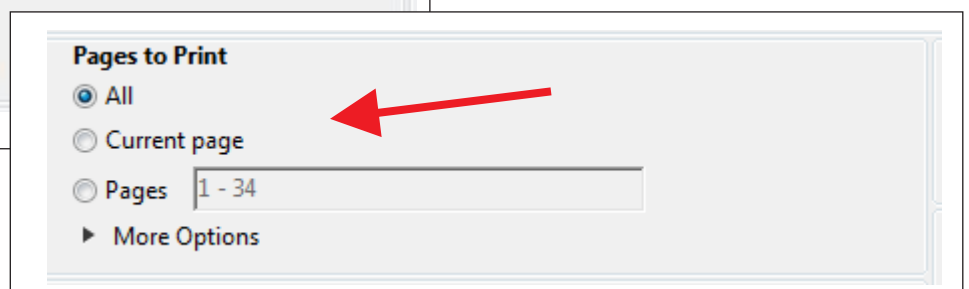 Pages to Print
All
Current page
Pages 1 - 34
More Options